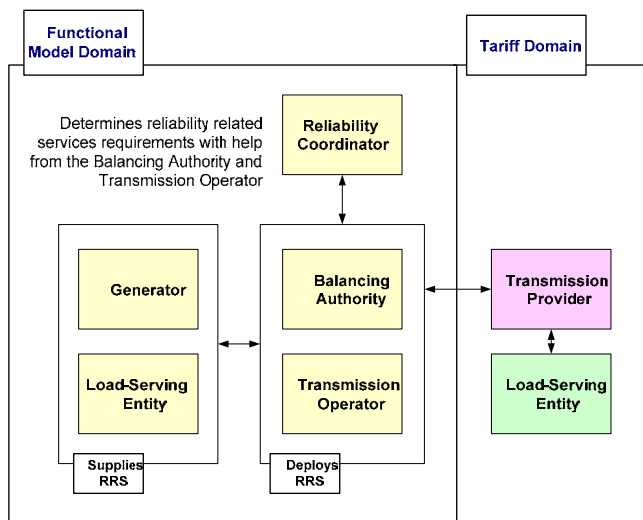 Functional
Model Domain
Tariff Domain
Determines reliability related
services requirements with help
from the Balancing Authority and
Transmission Operator
Reliability
Coordinator
Generator
Balancing
Authority
Transmission
Provider
Load-Serving
Entity
Transmission
Operator
Load-Serving
Entity
Supplies
RRS
Deploys
RRS